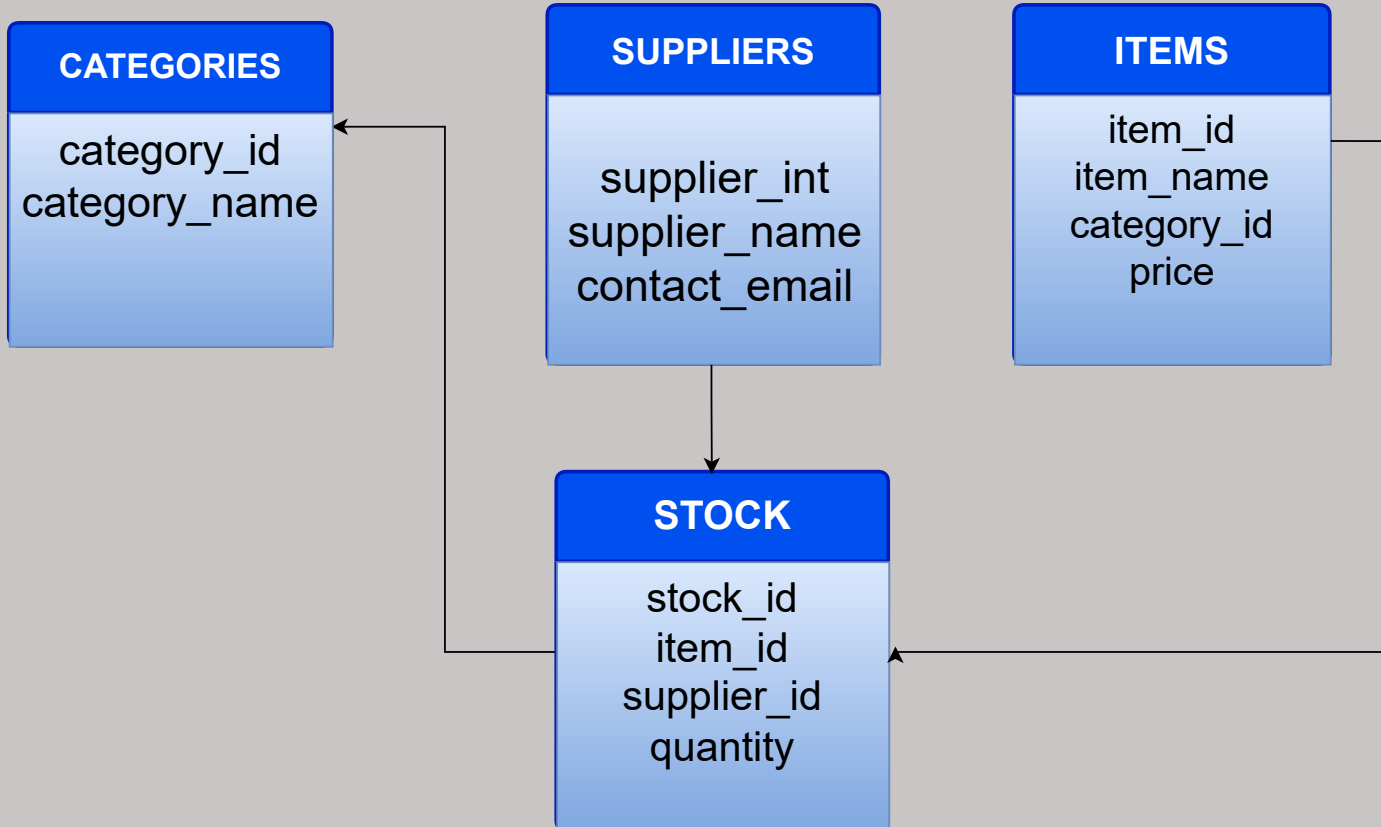 CATEGORIES
category_id
category_name
SUPPLIERS
supplier_int
supplier_name
contact_email
ITEMS
item_id
item_name
category_id
price
STOCK
stock_id
item_id
supplier_id
quantity